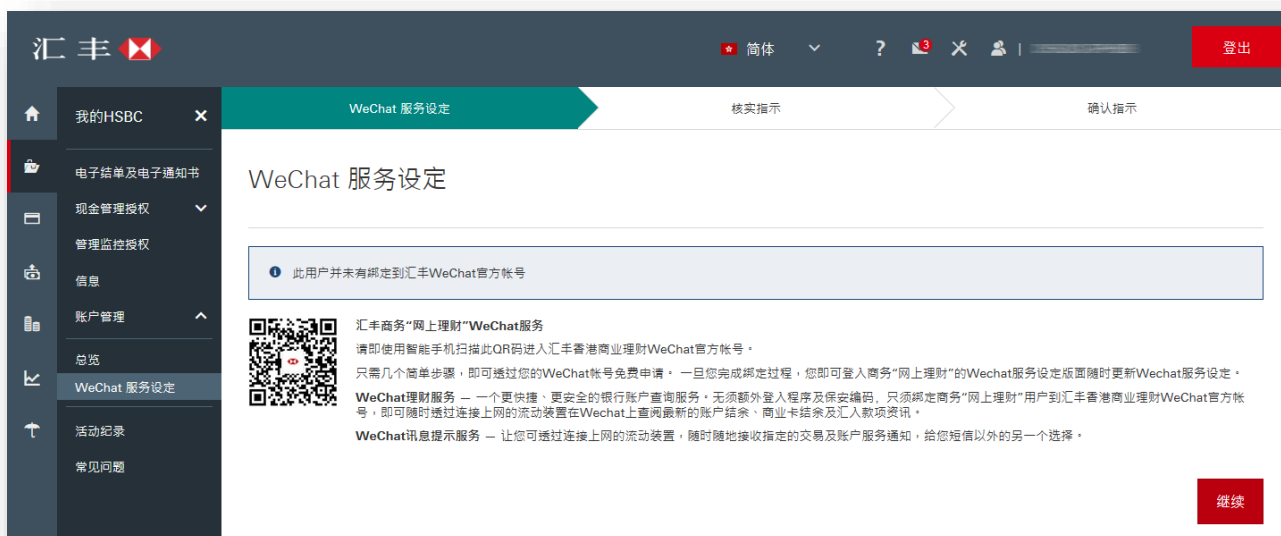 汇丰
简体
?
3
|
登出
我的HSBC
WeChat 服务设定
核实指示
确认指示
电子结单及电子通知书
现金管理授权
管理监控授权
信息
账户管理
总览
WeChat 服务设定
活动纪录
常见问题
WeChat 服务设定
此用户并未有绑定到汇丰WeChat官方帐号
汇丰商务“网上理财”WeChat服务
请即使用智能手机扫描此QR码进入汇丰香港商业理财WeChat官方帐号。
只需几个简单步骤，即可透过您的WeChat帐号免费申请。 一旦您完成绑定过程，您即可登入商务“网上理财”的Wechat服务设定版面随时更新Wechat服务设定。
WeChat理财服务 — 一个更快捷、更安全的银行账户查询服务。无须额外登入程序及保安编码, 只须绑定商务“网上理财”用户到汇丰香港商业理财WeChat官方帐
号，即可随时透过连接上网的流动装置在Wechat上查阅最新的账户结余、商业卡结余及汇入款项资讯。
WeChat讯息提示服务 — 让您可透过连接上网的流动装置，随时随地接收指定的交易及账户服务通知，给您短信以外的另一个选择。
继续